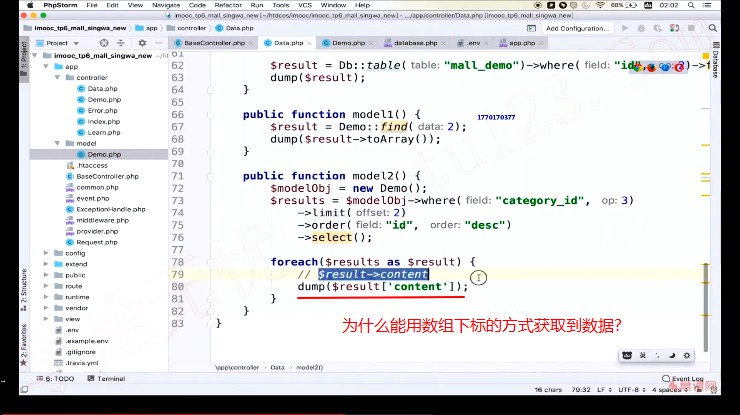 PhpStorm File Edit View Navigate Code Refactor Run Tools VCS Window Help 68% 周六 02:02
imooc_tp6_mall_singwa_new [~/htdocs/imooc/imooc_tp6_mall_singwa_new] - .../app/controller/Data.php [imooc_tp6_mall_singwa_new]
imooc_tp6_mall_singwa_new app controller Data.php Add Configuration...
Project BaseController.php Data.php Demo.php database.php .env app.php
imooc_tp6_mall_singwa_new ~/htdocs/imooc
app
controller
Data.php
Demo.php
Error.php
Index.php
Learn.php
model
Demo.php
.htaccess
BaseController.php
common.php
event.php
ExceptionHandle.php
middleware.php
provider.php
Request.php
config
extend
public
route
runtime
vendor
view
.env
.example.env
.gitignore
.travis.yml
1: Project
7: Structure
2: Favorites
Database
62 $result = Db::table( table: "mall_demo")->where( field: "id",
63 dump($result);
64 }
65
66 public function model1() {
67 $result = Demo::find( data: 2);
68 dump($result->toArray());
69 }
70
71 public function model2() {
72 $modelObj = new Demo();
73 $results = $modelObj->where( field: "category_id", op: 3)
74 ->limit( offset: 2)
75 ->order( field: "id", order: "desc")
76 ->select();
77
78 foreach($results as $result) {
79 // $result->content
80 dump($result['content']);
81 }
82 }
83 }
1770170377
为什么能用数组下标的方式获取到数据?
\app\controller Data model2()
6: TODO Terminal Event Log
16 chars 79:32 LF UTF-8 4 spaces
英
慕课网